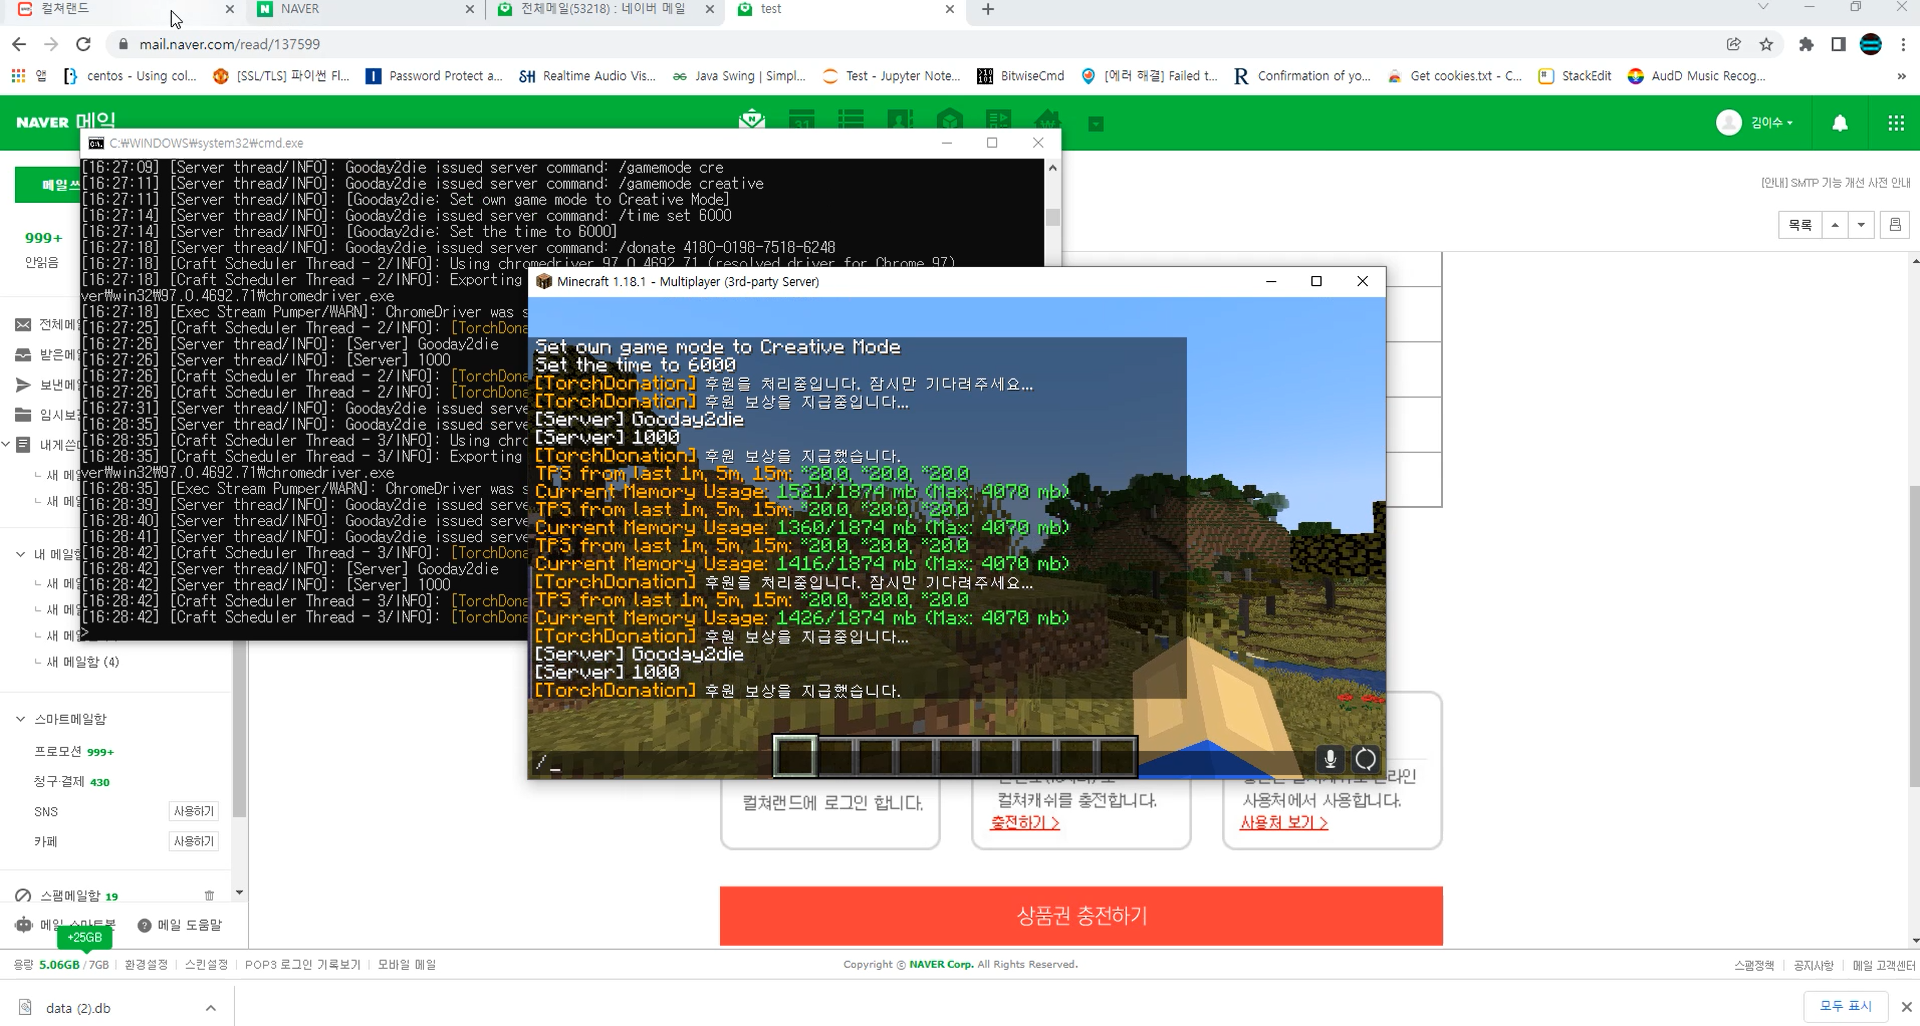 컬쳐랜드
NAVER
전체메일(53218) : 네이버 메일
test
mail.naver.com/read/137599
앱
centos - Using col...
[SSL/TLS] 파이썬 Fl...
Password Protect a...
Realtime Audio Vis...
Java Swing | Simpl...
Test - Jupyter Note...
BitwiseCmd
[에러 해결] Failed t...
Confirmation of yo...
Get cookies.txt - C...
StackEdit
AudD Music Recog...
NAVER 메일
김이수
C:₩WINDOWS₩system32₩cmd.exe
[16:27:09] [Server thread/INFO]: Gooday2die issued server command: /gamemode cre
[16:27:11] [Server thread/INFO]: Gooday2die issued server command: /gamemode creative
[16:27:11] [Server thread/INFO]: [Gooday2die: Set own game mode to Creative Mode]
[16:27:14] [Server thread/INFO]: Gooday2die issued server command: /time set 6000
[16:27:14] [Server thread/INFO]: [Gooday2die: Set the time to 6000]
[16:27:18] [Server thread/INFO]: Gooday2die issued server command: /donate 4180-0198-7518-6248
[16:27:18] [Craft Scheduler Thread - 2/INFO]: Using chromedriver 97.0.4692.71 (resolved driver for Chrome 97)
[16:27:18] [Craft Scheduler Thread - 2/INFO]: Exporting
ver₩win32₩97.0.4692.71₩chromedriver.exe
[16:27:18] [Exec Stream Pumper/WARN]: ChromeDriver was s
[16:27:25] [Craft Scheduler Thread - 2/INFO]: [TorchDona
[16:27:26] [Server thread/INFO]: [Server] Gooday2die
[16:27:26] [Server thread/INFO]: [Server] 1000
[16:27:26] [Craft Scheduler Thread - 2/INFO]: [TorchDona
[16:27:26] [Craft Scheduler Thread - 2/INFO]: [TorchDona
[16:27:31] [Server thread/INFO]: Gooday2die issued serve
[16:28:35] [Server thread/INFO]: Gooday2die issued serve
[16:28:35] [Craft Scheduler Thread - 3/INFO]: Using chro
[16:28:35] [Craft Scheduler Thread - 3/INFO]: Exporting
ver₩win32₩97.0.4692.71₩chromedriver.exe
[16:28:35] [Exec Stream Pumper/WARN]: ChromeDriver was s
[16:28:39] [Server thread/INFO]: Gooday2die issued serve
[16:28:40] [Server thread/INFO]: Gooday2die issued serve
[16:28:41] [Server thread/INFO]: Gooday2die issued serve
[16:28:42] [Craft Scheduler Thread - 3/INFO]: [TorchDona
[16:28:42] [Server thread/INFO]: [Server] Gooday2die
[16:28:42] [Server thread/INFO]: [Server] 1000
[16:28:42] [Craft Scheduler Thread - 3/INFO]: [TorchDona
[16:28:42] [Craft Scheduler Thread - 3/INFO]: [TorchDona
>
Minecraft 1.18.1 - Multiplayer (3rd-party Server)
Set own game mode to Creative Mode
Set the time to 6000
[TorchDonation] 후원을 처리중입니다. 잠시만 기다려주세요...
[TorchDonation] 후원 보상을 지급중입니다...
[Server] Gooday2die
[Server] 1000
[TorchDonation] 후원 보상을 지급했습니다.
TPS from last 1m, 5m, 15m: *20.0, *20.0, *20.0
Current Memory Usage: 1521/1874 mb (Max: 4070 mb)
TPS from last 1m, 5m, 15m: *20.0, *20.0, *20.0
Current Memory Usage: 1360/1874 mb (Max: 4070 mb)
TPS from last 1m, 5m, 15m: *20.0, *20.0, *20.0
Current Memory Usage: 1416/1874 mb (Max: 4070 mb)
[TorchDonation] 후원을 처리중입니다. 잠시만 기다려주세요...
TPS from last 1m, 5m, 15m: *20.0, *20.0, *20.0
Current Memory Usage: 1426/1874 mb (Max: 4070 mb)
[TorchDonation] 후원 보상을 지급중입니다...
[Server] Gooday2die
[Server] 1000
[TorchDonation] 후원 보상을 지급했습니다.
/_
메일쓰
[안내] SMTP 기능 개선 사전 안내
목록
999+
안읽음
전체메일
받은메
보낸메
임시보
내게쓴
새 메
새 메
내 메일함
새 메
새 메
새 메
새 메일함 (4)
스마트메일함
프로모션 999+
청구·결제 430
SNS
사용하기
카페
사용하기
스팸메일함 19
메일 스마트봇
메일 도움말
+25GB
컬쳐랜드에 로그인 합니다.
컬쳐캐쉬를 충전합니다.
충전하기 >
사용처에서 사용합니다.
사용처 보기 >
상품권 충전하기
용량 5.06GB / 7GB
환경설정
스킨설정
POP3 로그인 기록보기
모바일 메일
Copyright © NAVER Corp. All Rights Reserved.
스팸정책
공지사항
메일 고객센터
data (2).db
모두 표시